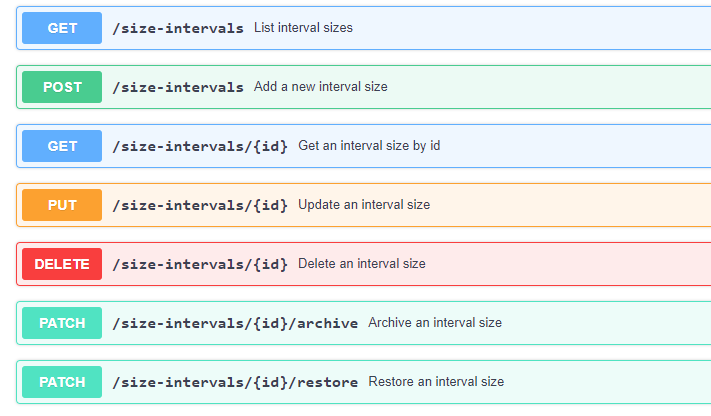 GET /size-intervals List interval sizes
POST /size-intervals Add a new interval size
GET /size-intervals/{id} Get an interval size by id
PUT /size-intervals/{id} Update an interval size
DELETE /size-intervals/{id} Delete an interval size
PATCH /size-intervals/{id}/archive Archive an interval size
PATCH /size-intervals/{id}/restore Restore an interval size